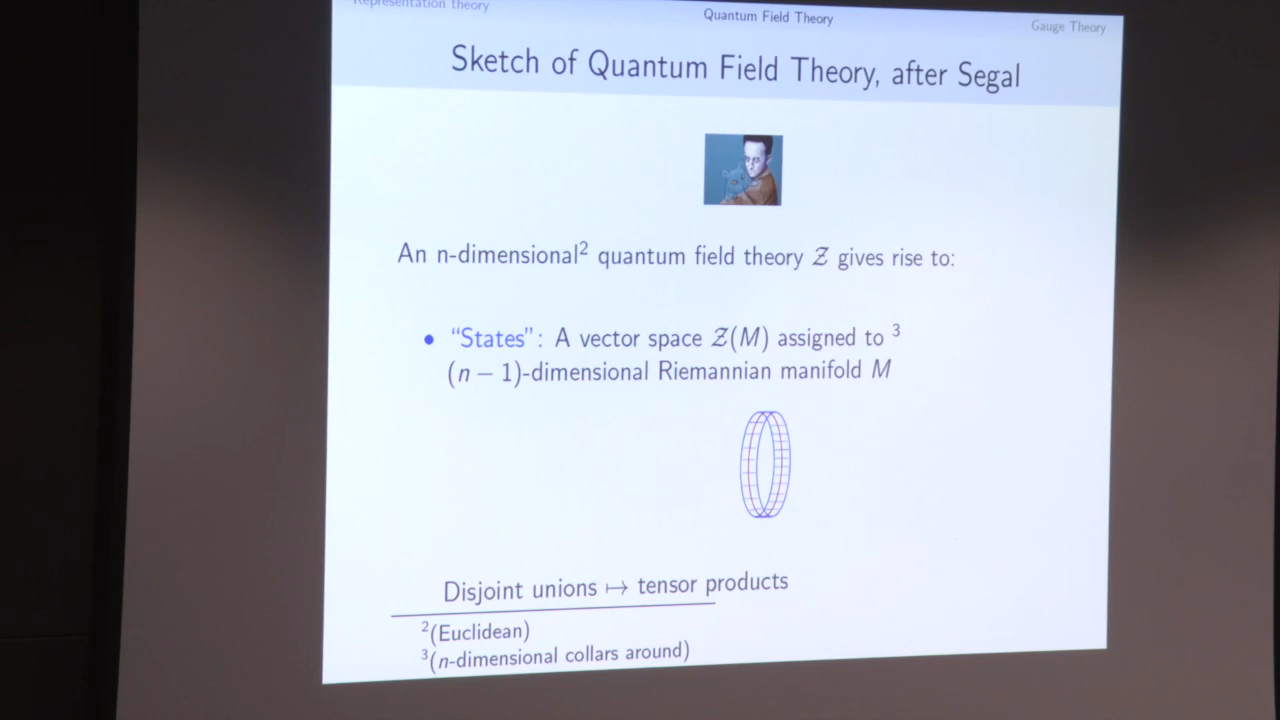 Representation theory
Quantum Field Theory
Gauge Theory
Sketch of Quantum Field Theory, after Segal
An n-dimensional² quantum field theory 𝒵 gives rise to:
• “States”: A vector space 𝒵(M) assigned to ³
(n − 1)-dimensional Riemannian manifold M
Disjoint unions ↦ tensor products
²(Euclidean)
³(n-dimensional collars around)